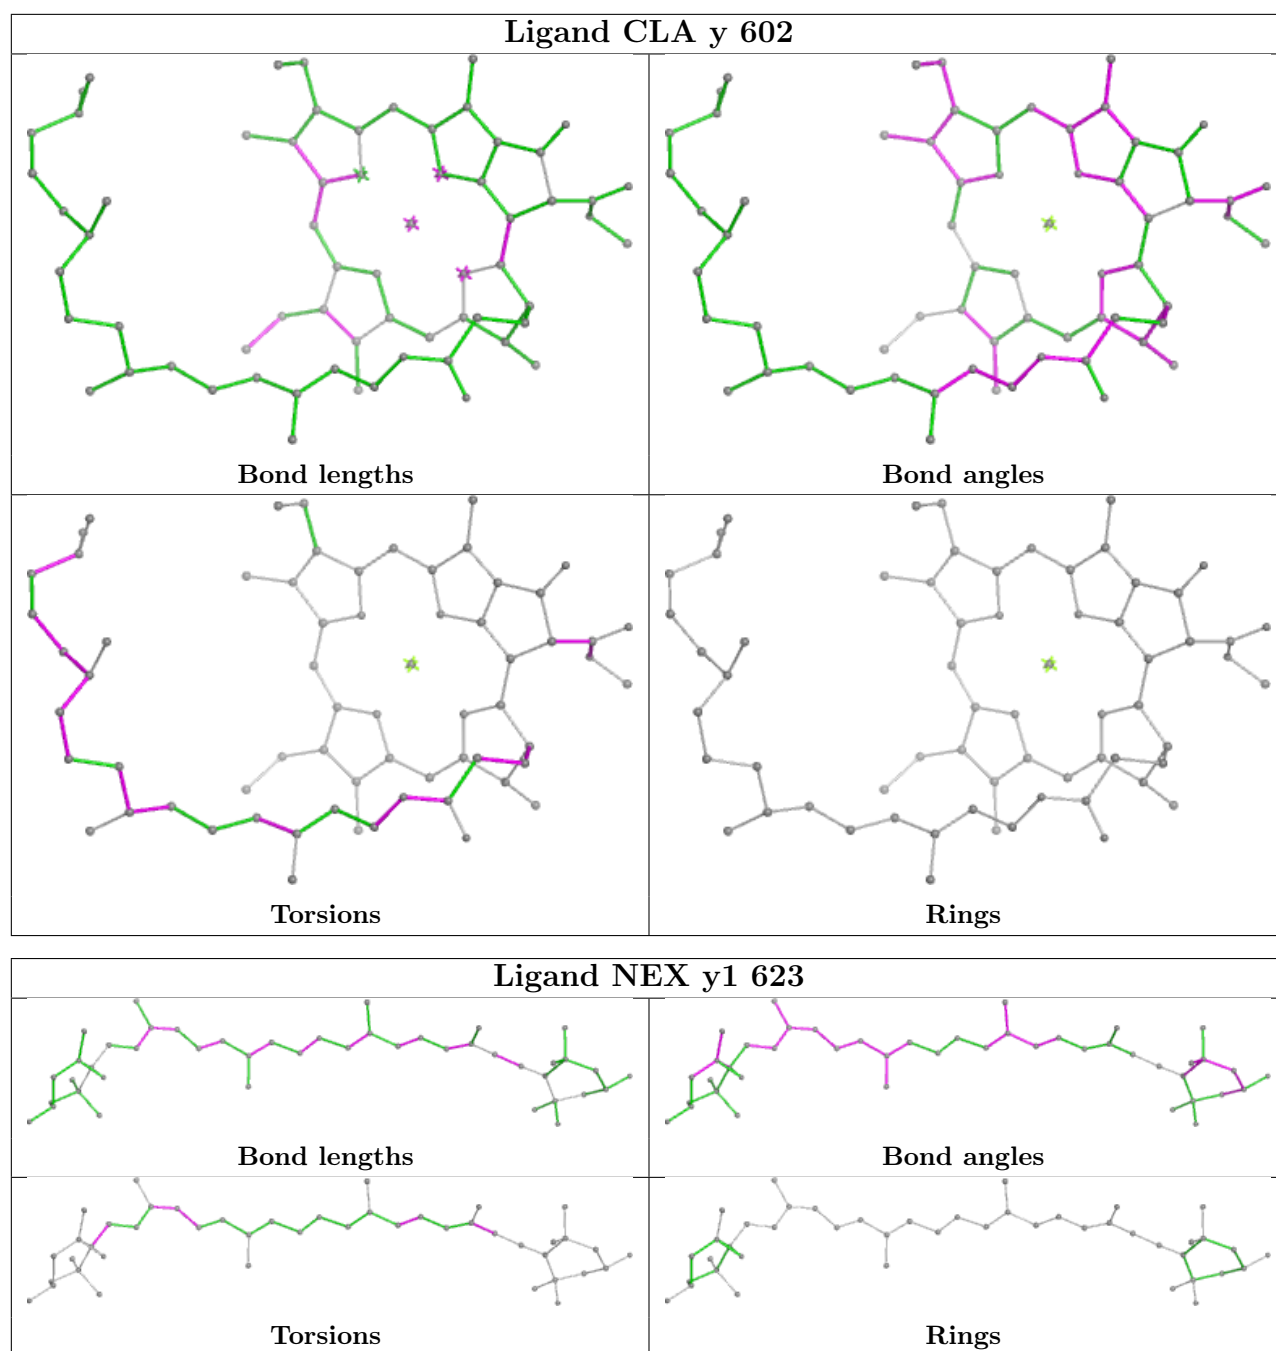 Ligand CLA y 602
Bond lengths
Bond angles
Torsions
Rings
Ligand NEX y1 623
Bond lengths
Bond angles
Torsions
Rings